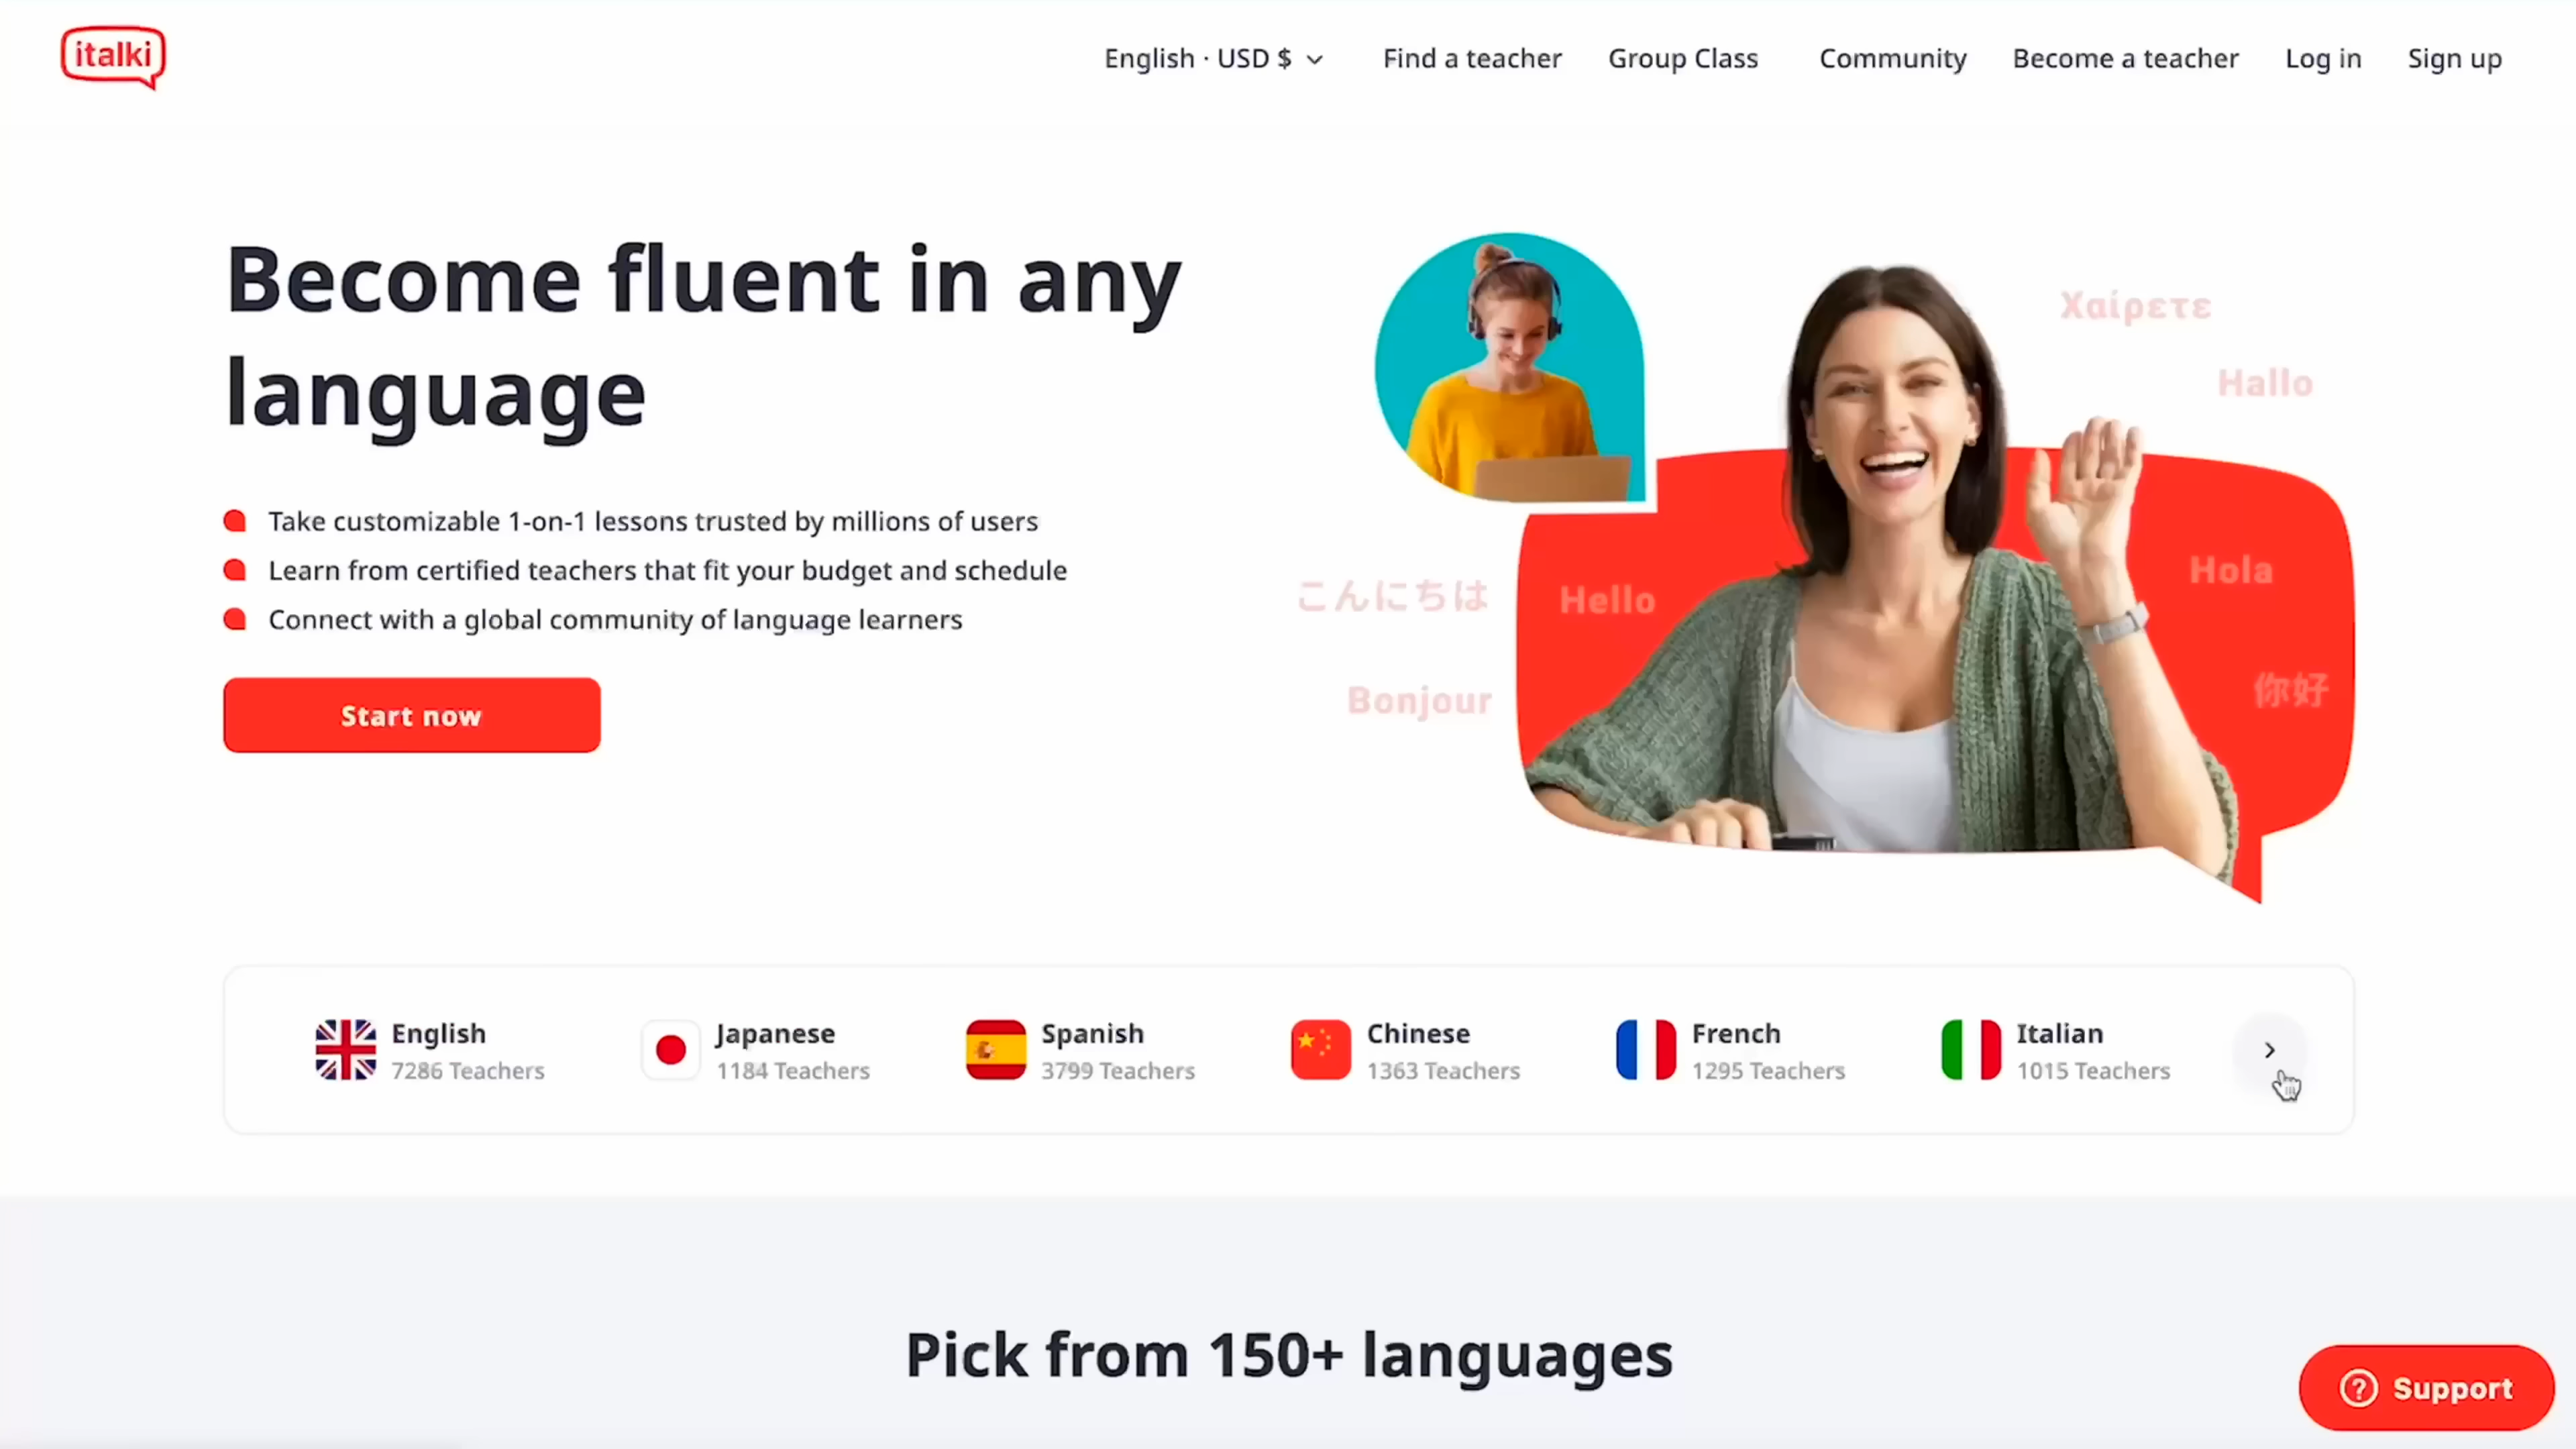 italki
English · USD $
Find a teacher
Group Class
Community
Become a teacher
Log in
Sign up
Become fluent in any
language
Take customizable 1-on-1 lessons trusted by millions of users
Learn from certified teachers that fit your budget and schedule
Connect with a global community of language learners
Start now
Χαίρετε
Hallo
こんにちは
Hello
Hola
Bonjour
你好
English
7286 Teachers
Japanese
1184 Teachers
Spanish
3799 Teachers
Chinese
1363 Teachers
French
1295 Teachers
Italian
1015 Teachers
Pick from 150+ languages
Support